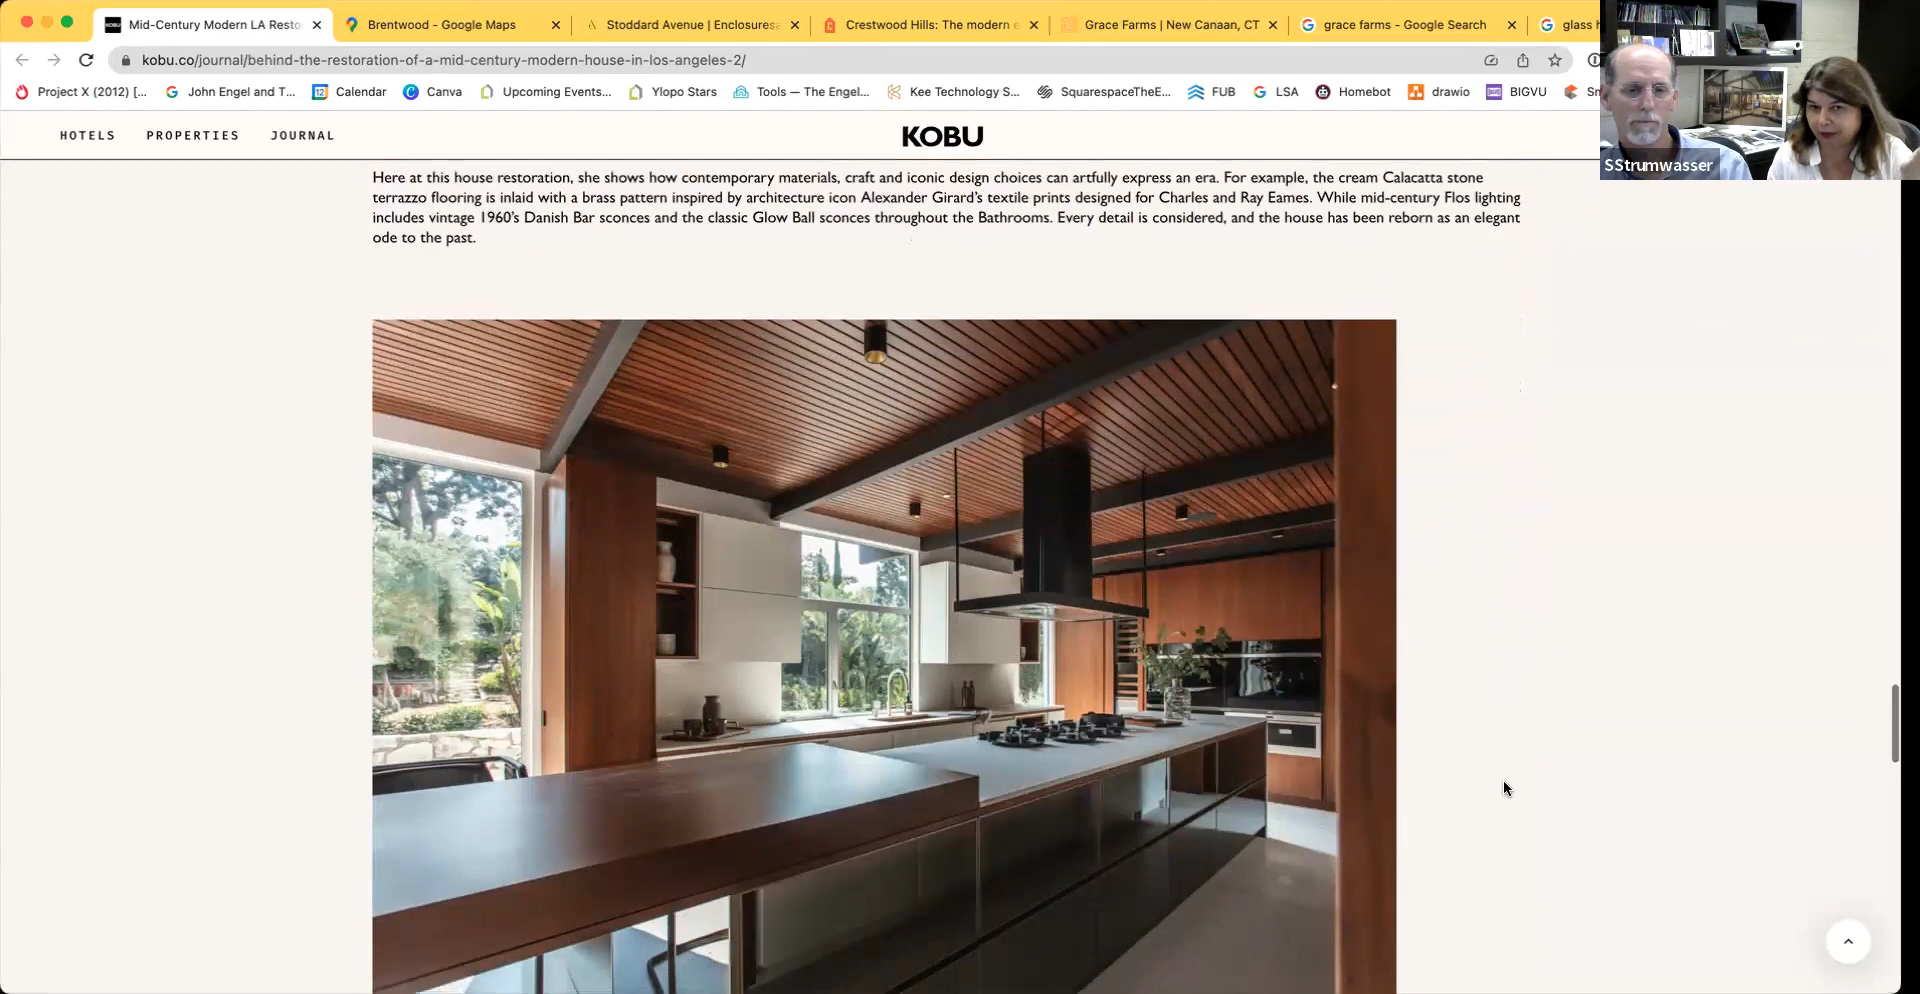 Mid-Century Modern LA Resto
Brentwood - Google Maps
Stoddard Avenue | Enclosures
Crestwood Hills: The modern e
Grace Farms | New Canaan, CT
grace farms - Google Search
glass h
kobu.co/journal/behind-the-restoration-of-a-mid-century-modern-house-in-los-angeles-2/
Project X (2012) [...
John Engel and T...
Calendar
Canva
Upcoming Events...
Ylopo Stars
Tools — The Engel...
Kee Technology S...
SquarespaceTheE...
FUB
LSA
Homebot
drawio
BIGVU
HOTELS PROPERTIES JOURNAL
KOBU
SStrumwasser
Here at this house restoration, she shows how contemporary materials, craft and iconic design choices can artfully express an era. For example, the cream Calacatta stone
terrazzo flooring is inlaid with a brass pattern inspired by architecture icon Alexander Girard's textile prints designed for Charles and Ray Eames. While mid-century Flos lighting
includes vintage 1960's Danish Bar sconces and the classic Glow Ball sconces throughout the Bathrooms. Every detail is considered, and the house has been reborn as an elegant
ode to the past.